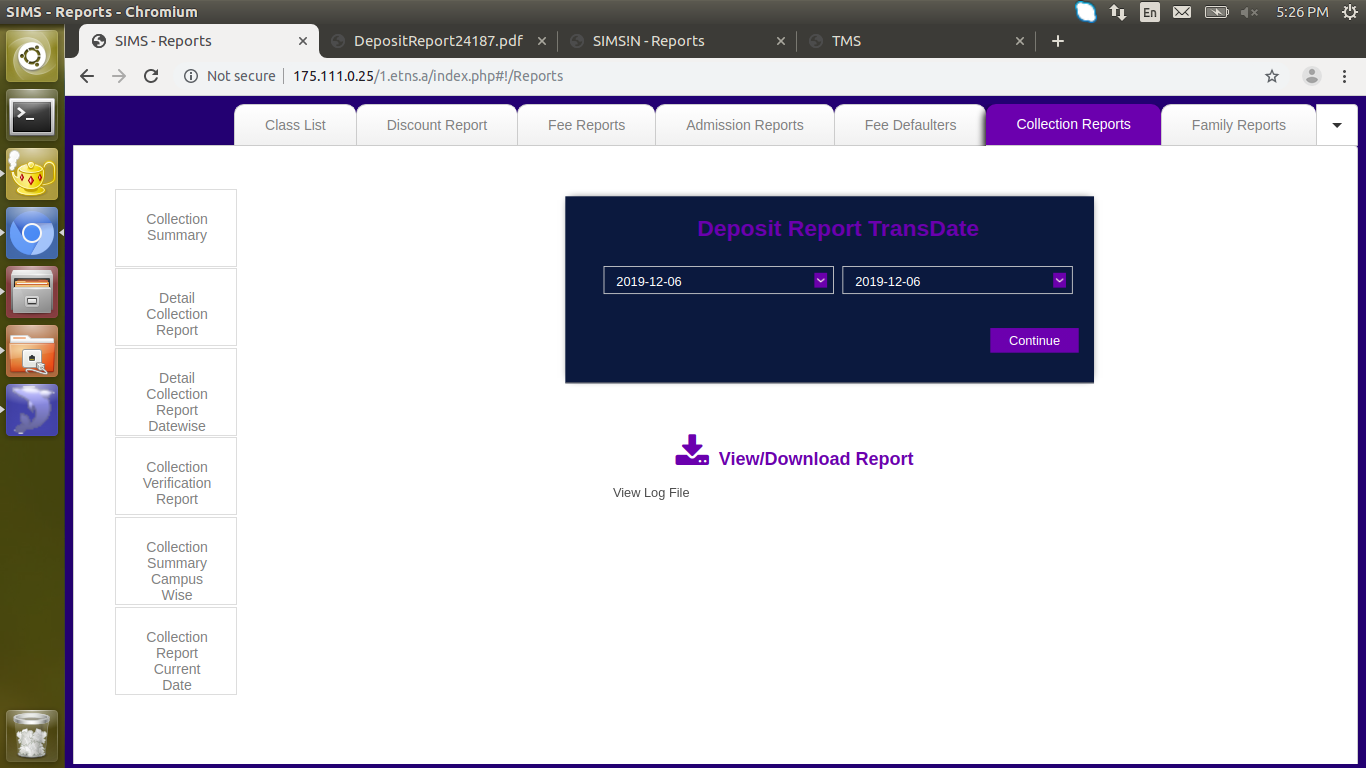 SIMS - Reports - Chromium
En
5:26 PM
SIMS - Reports
DepositReport24187.pdf
SIMS!N - Reports
TMS
Not secure
175.111.0.25/1.etns.a/index.php#!/Reports
Class List
Discount Report
Fee Reports
Admission Reports
Fee Defaulters
Collection Reports
Family Reports
Collection
Summary
Detail
Collection
Report
Detail
Collection
Report
Datewise
Collection
Verification
Report
Collection
Summary
Campus
Wise
Collection
Report
Current
Date
Deposit Report TransDate
2019-12-06
2019-12-06
Continue
View/Download Report
View Log File